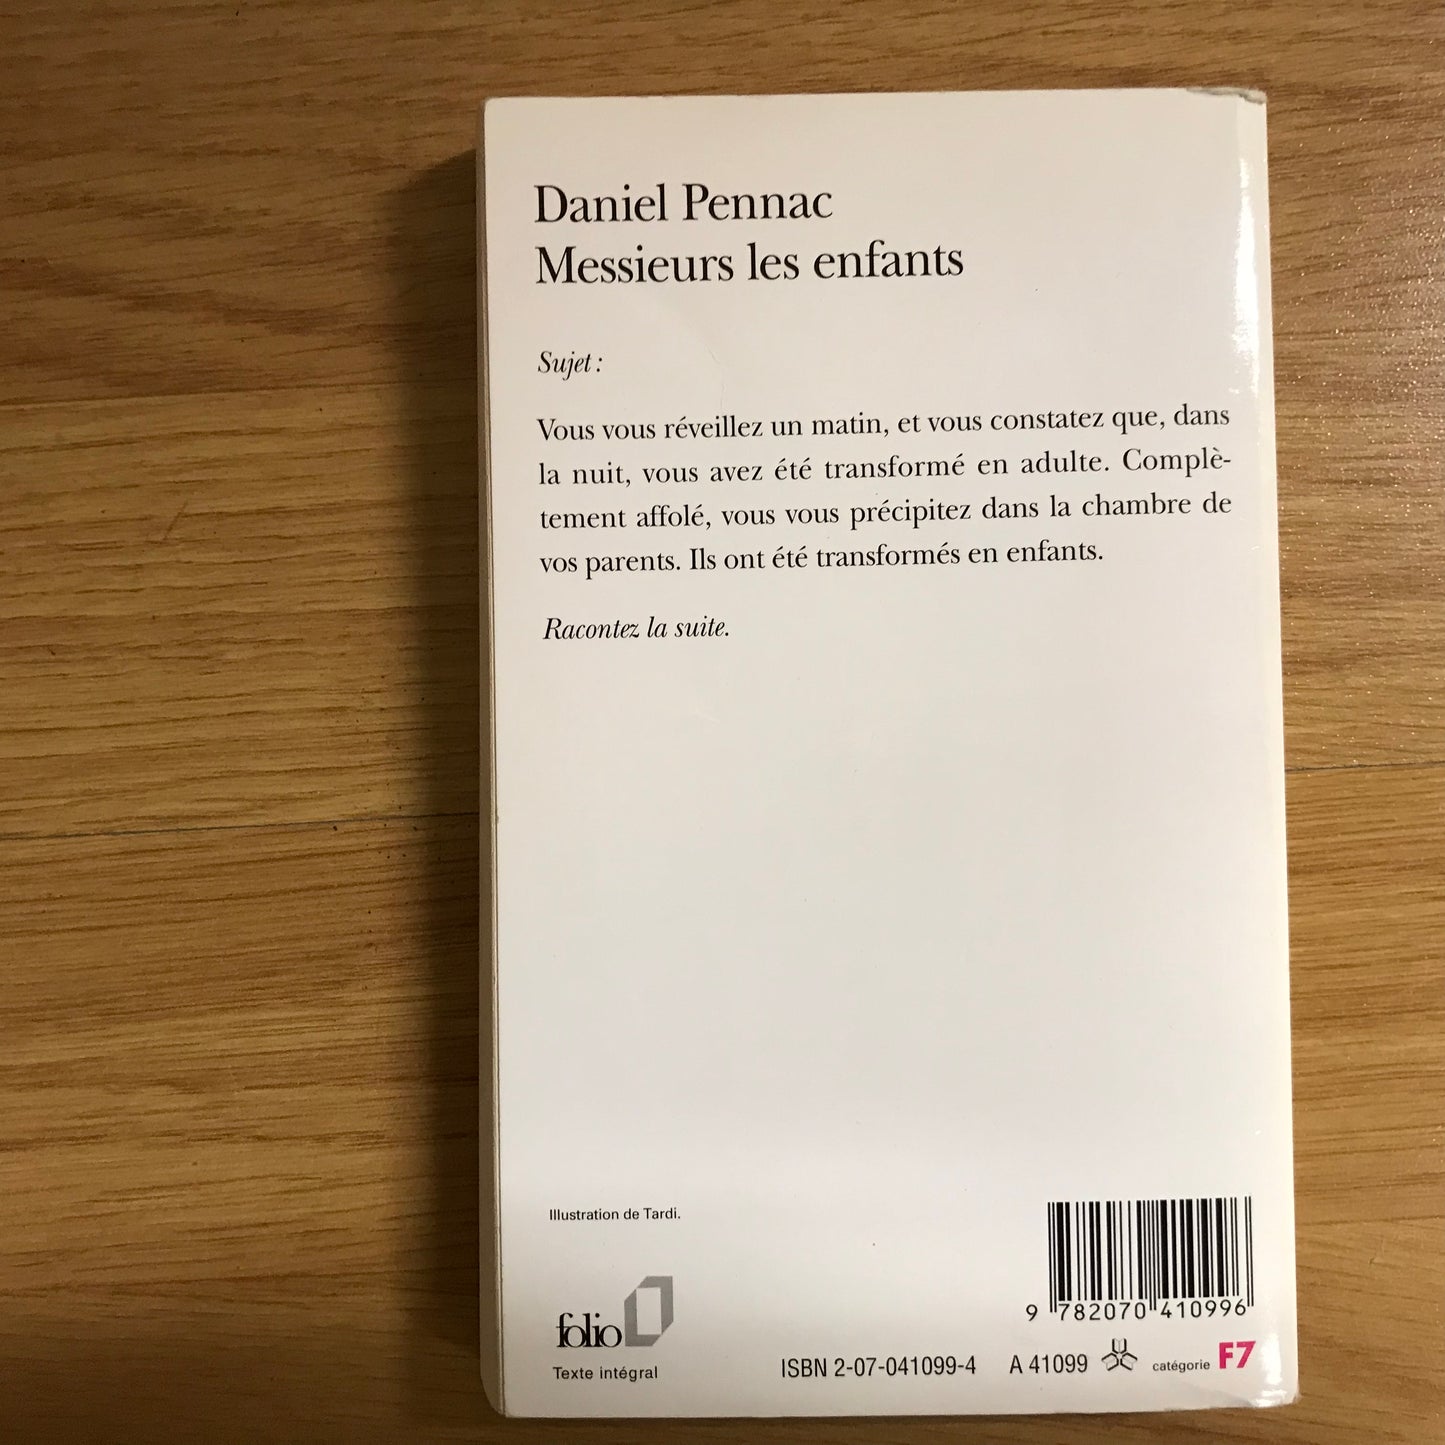 Daniel Pennac
Messieurs les enfants
Sujet :
Vous vous réveillez un matin, et vous constatez que, dans
la nuit, vous avez été transformé en adulte. Complè-
tement affolé, vous vous précipitez dans la chambre de
vos parents. Ils ont été transformés en enfants.
Racontez la suite.
Illustration de Tardi.
folio
Texte intégral
9 782070 410996
ISBN 2-07-041099-4 A 41099 catégorie F7